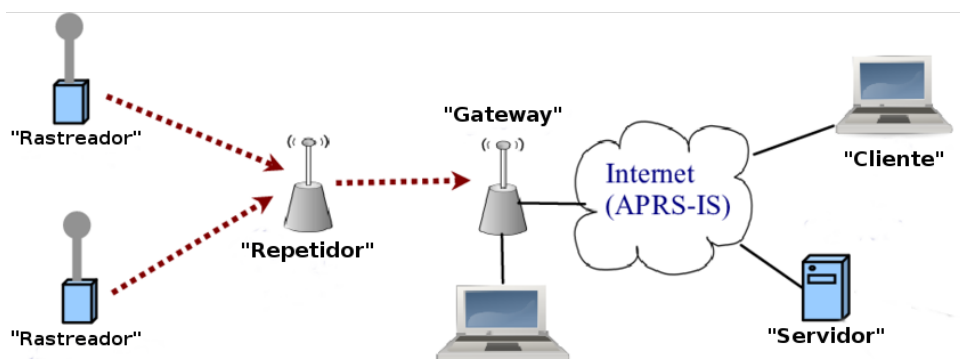 "Rastreador"
"Repetidor"
"Gateway"
Internet
(APRS-IS)
"Cliente"
"Servidor"
"Rastreador"